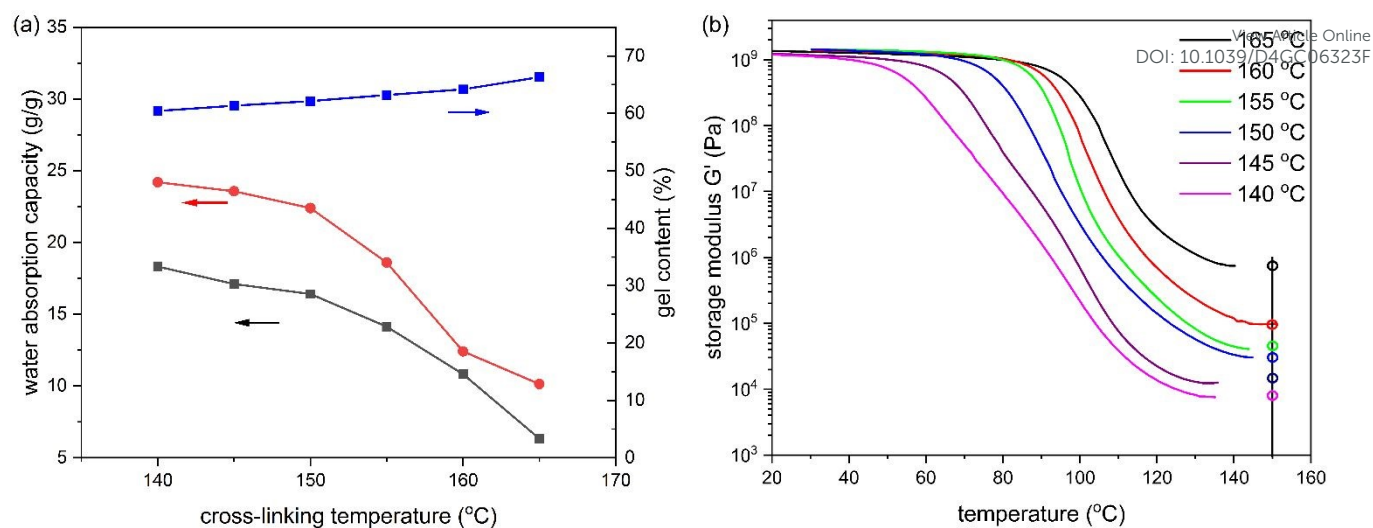 (a)
35
30
25
20
15
10
5
water absorption capacity (g/g)
70
60
50
40
30
20
10
0
gel content (%)
140
150
160
170
cross-linking temperature (°C)
(b)
View Article Online
DOI: 10.1039/D4GC06323F
10⁹
10⁸
10⁷
10⁶
10⁵
10⁴
10³
storage modulus G' (Pa)
165 °C
160 °C
155 °C
150 °C
145 °C
140 °C
20
40
60
80
100
120
140
160
temperature (°C)